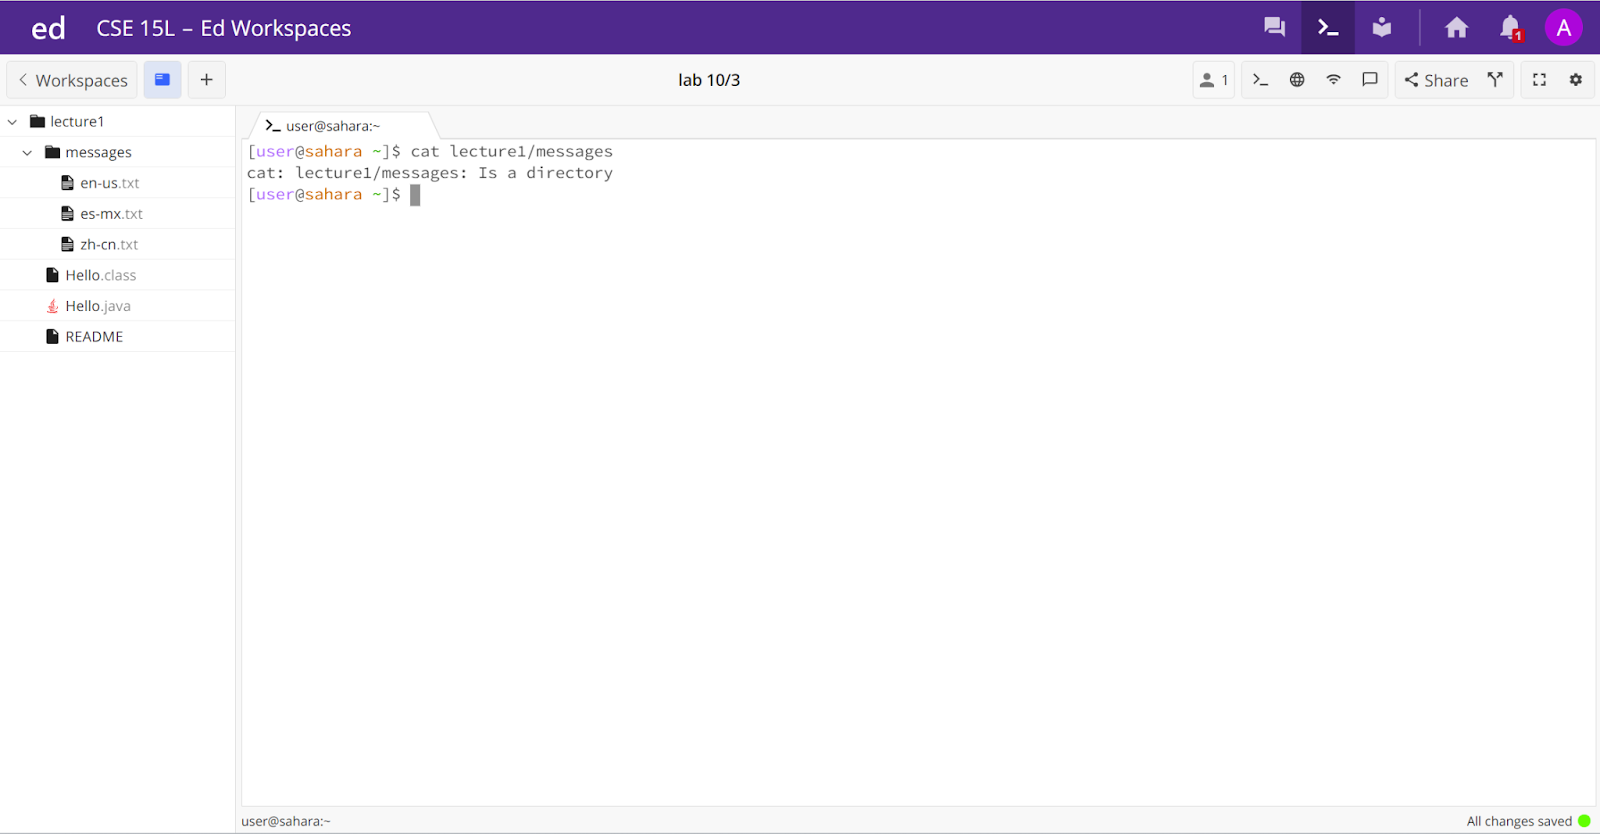 ed CSE 15L – Ed Workspaces 1 A
Workspaces + lab 10/3 1 Share
lecture1
messages
en-us.txt
es-mx.txt
zh-cn.txt
Hello.class
Hello.java
README
user@sahara:~
[user@sahara ~]$ cat lecture1/messages
cat: lecture1/messages: Is a directory
[user@sahara ~]$
user@sahara:~ All changes saved